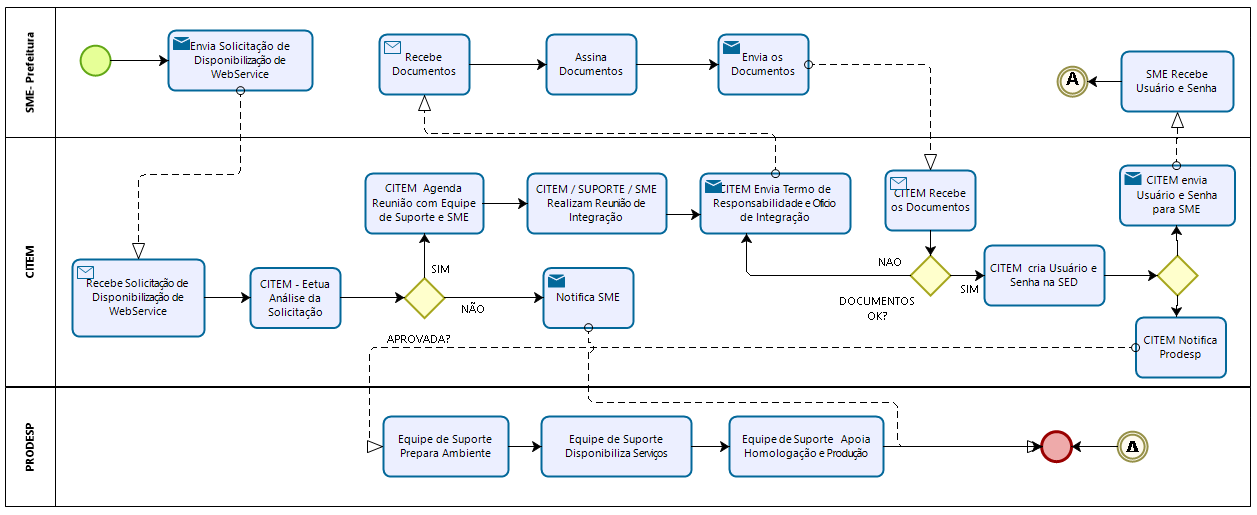 SME- Prefeitura
Envia Solicitação de
Disponibilização de
WebService
Recebe
Documentos
Assina
Documentos
Envia os
Documentos
A
SME Recebe
Usuário e Senha
CITEM
CITEM Agenda
Reunião com Equipe
de Suporte e SME
CITEM / SUPORTE / SME
Realizam Reunião de
Integração
CITEM Envia Termo de
Responsabilidade e Oficio
de Integração
CITEM Recebe
os Documentos
CITEM envia
Usuário e Senha
para SME
Recebe Solicitação de
Disponibilização de
WebService
CITEM - Eetua
Análise da
Solicitação
SIM
NÃO
APROVADA?
Notifica SME
NAO
SIM
DOCUMENTOS
OK?
CITEM cria Usuário e
Senha na SED
CITEM Notifica
Prodesp
PRODESP
Equipe de Suporte
Prepara Ambiente
Equipe de Suporte
Disponibiliza Serviços
Equipe de Suporte Apoia
Homologação e Produção
A